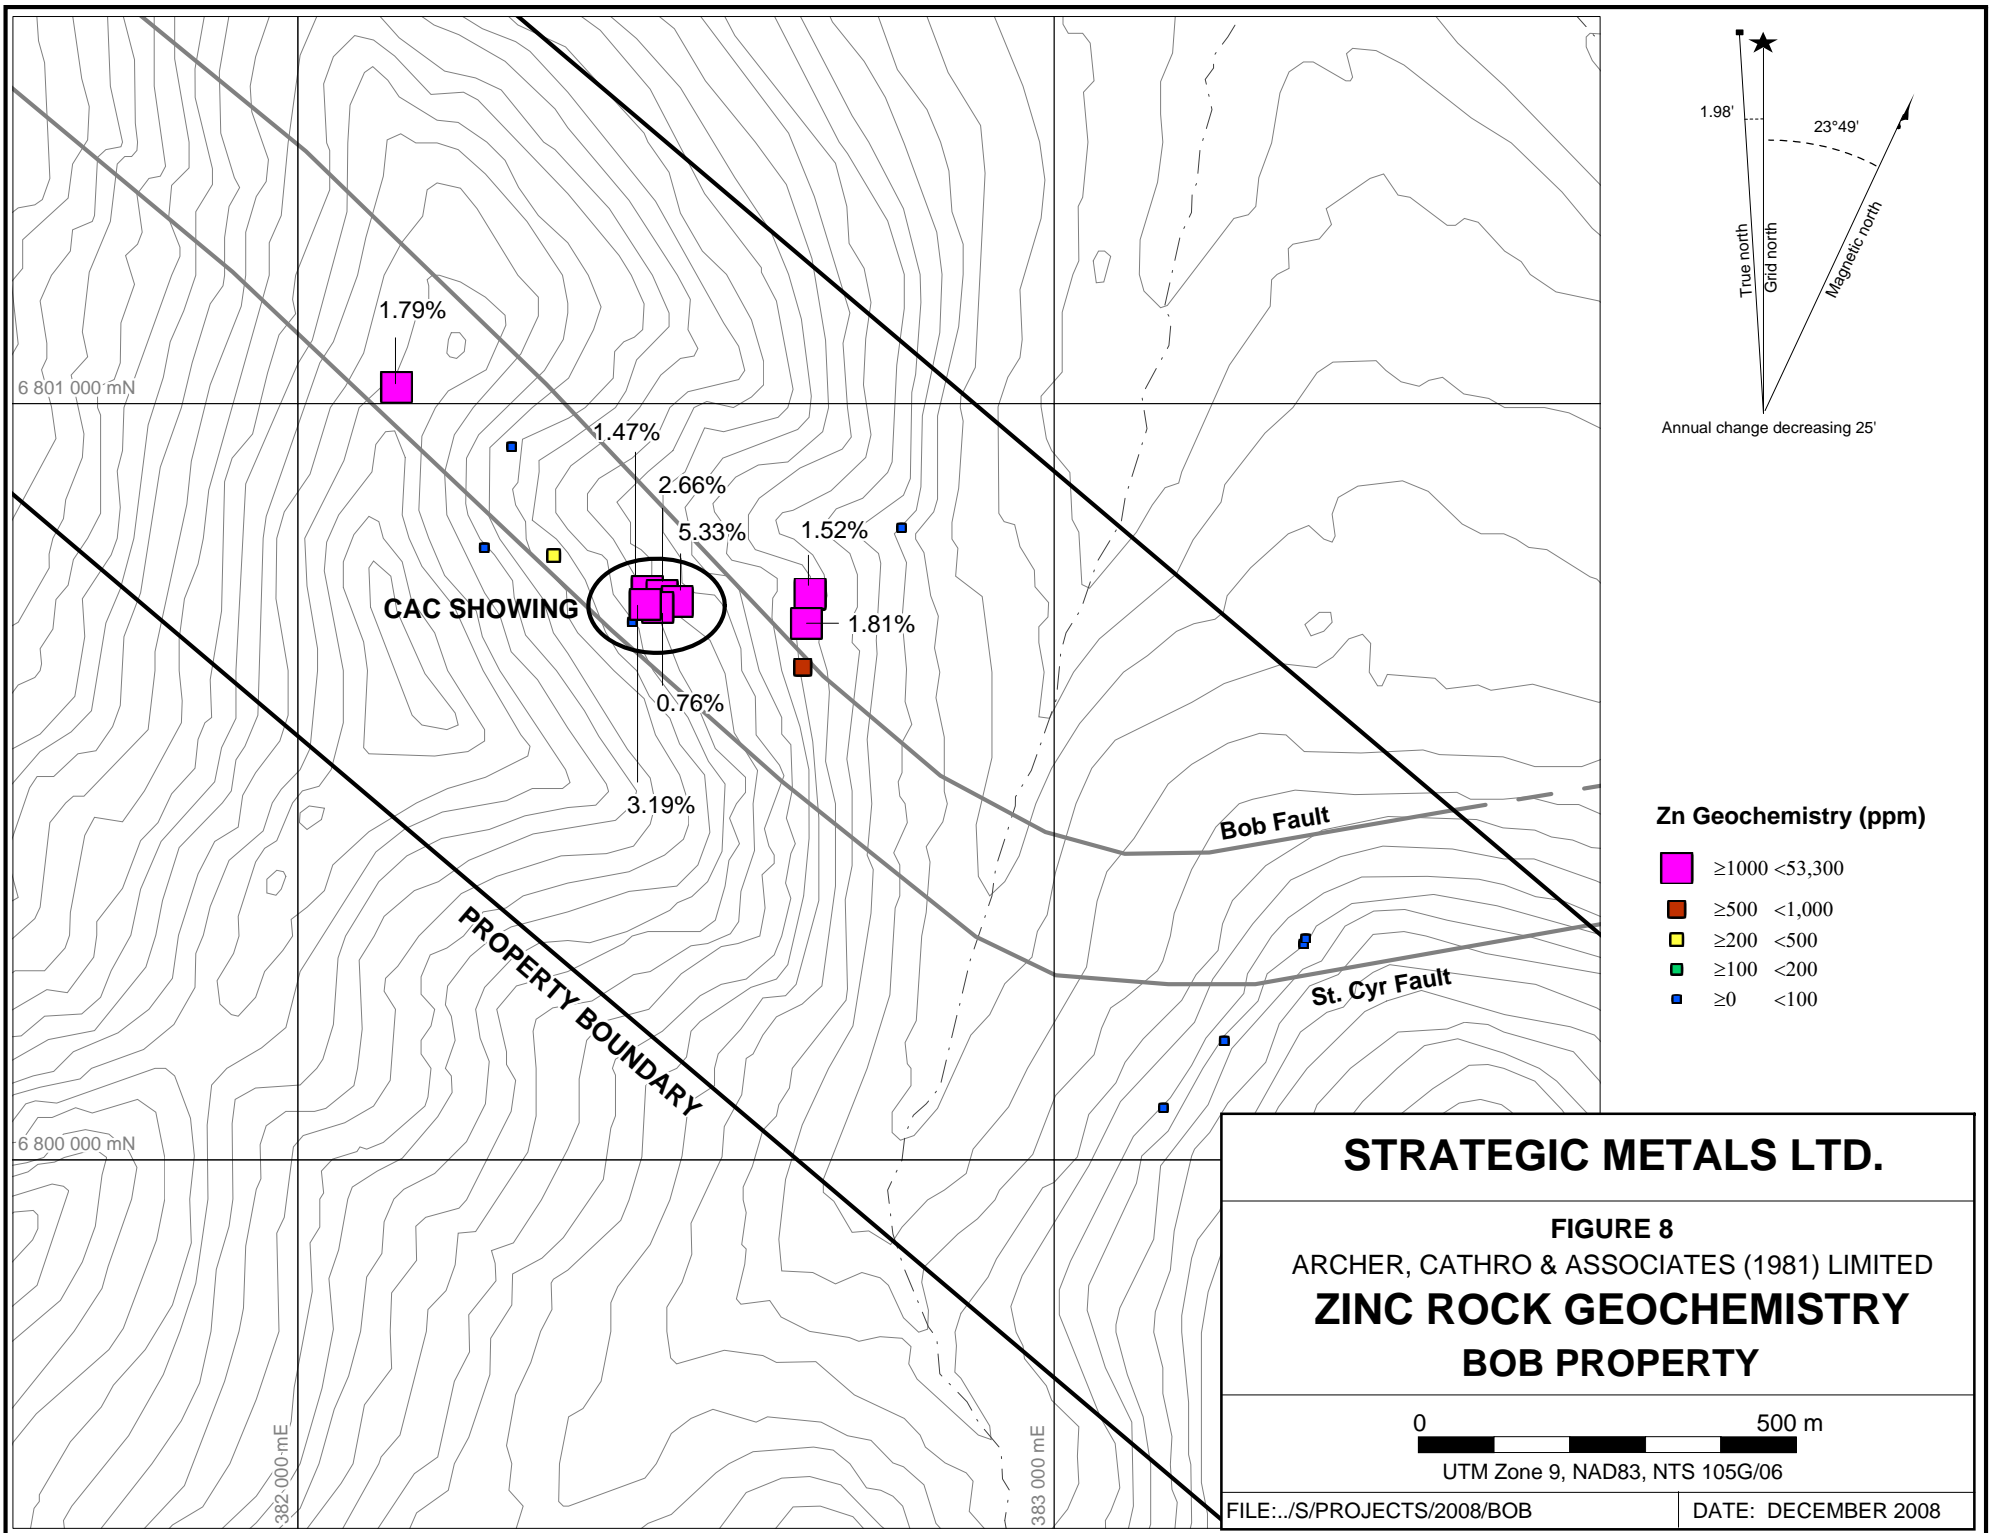 1.98'
23°49'
True north
Grid north
Magnetic north
Annual change decreasing 25'
1.79%
6 801 000 mN
1.47%
2.66%
5.33%
1.52%
CAC SHOWING
1.81%
0.76%
3.19%
Bob Fault
St. Cyr Fault
PROPERTY BOUNDARY
6 800 000 mN
382 000 mE
383 000 mE
Zn Geochemistry (ppm)
≥1000 <53,300
≥500 <1,000
≥200 <500
≥100 <200
≥0 <100
STRATEGIC METALS LTD.
FIGURE 8
ARCHER, CATHRO & ASSOCIATES (1981) LIMITED
ZINC ROCK GEOCHEMISTRY
BOB PROPERTY
0 500 m
UTM Zone 9, NAD83, NTS 105G/06
FILE:../S/PROJECTS/2008/BOB
DATE: DECEMBER 2008